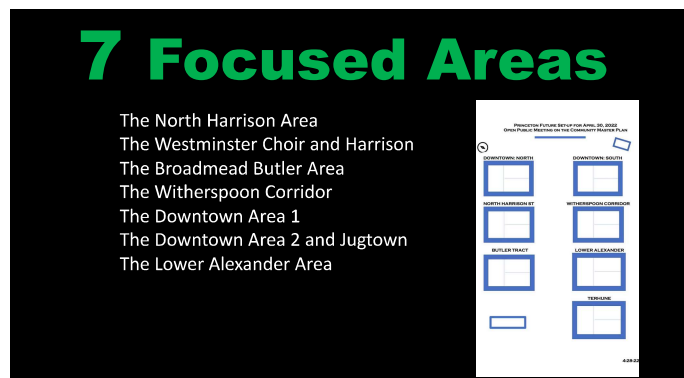 7 Focused Areas
The North Harrison Area
The Westminster Choir and Harrison
The Broadmead Butler Area
The Witherspoon Corridor
The Downtown Area 1
The Downtown Area 2 and Jugtown
The Lower Alexander Area
PRINCETON FUTURE SET-UP FOR APRIL 30, 2022
OPEN PUBLIC MEETING ON THE COMMUNITY MASTER PLAN
DOWNTOWN: NORTH
DOWNTOWN: SOUTH
NORTH HARRISON ST
WITHERSPOON CORRIDOR
BUTLER TRACT
LOWER ALEXANDER
TERHUNE
4/28/22